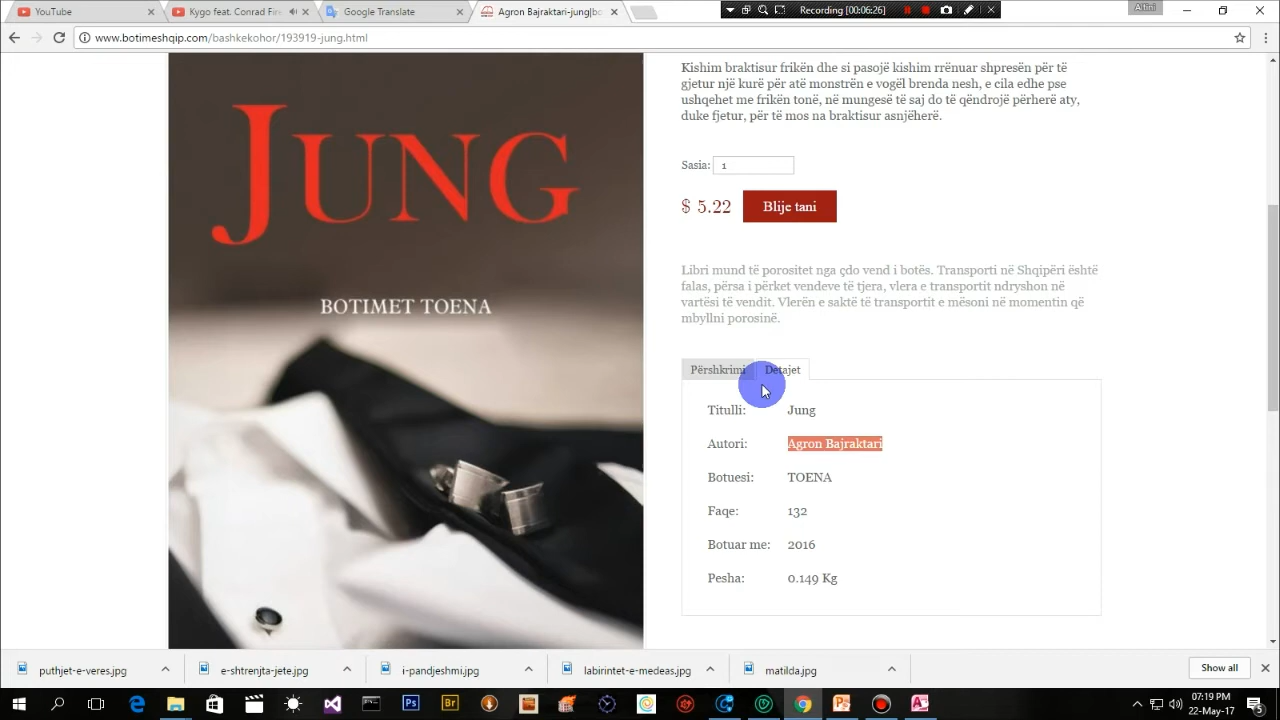 YouTube
Kygo feat. Conrad Fire
Google Translate
Agron Bajraktari-jung|bo
Recording [00:06:26]
www.botimeshqip.com/bashkekohor/193919-jung.html
JUNG
BOTIMET TOENA
Kishim braktisur frikën dhe si pasojë kishim rrënuar shpresën për të
gjetur një kurë për atë monstrën e vogël brenda nesh, e cila edhe pse
ushqehet me frikën tonë, në mungesë të saj do të qëndrojë përherë aty,
duke fjetur, për të mos na braktisur asnjëherë.
Sasia: 1
$ 5.22 Blije tani
Libri mund të porositet nga çdo vend i botës. Transporti në Shqipëri është
falas, përsa i përket vendeve të tjera, vlera e transportit ndryshon në
vartësi të vendit. Vlerën e saktë të transportit e mësoni në momentin që
mbyllni porosinë.
Përshkrimi Detajet
Titulli: Jung
Autori: Agron Bajraktari
Botuesi: TOENA
Faqe: 132
Botuar me: 2016
Pesha: 0.149 Kg
puthjet-e-veres.jpg
e-shtrenjta-jete.jpg
i-pandjeshmi.jpg
labirintet-e-medeas.jpg
matilda.jpg
Show all
07:19 PM
22-May-17